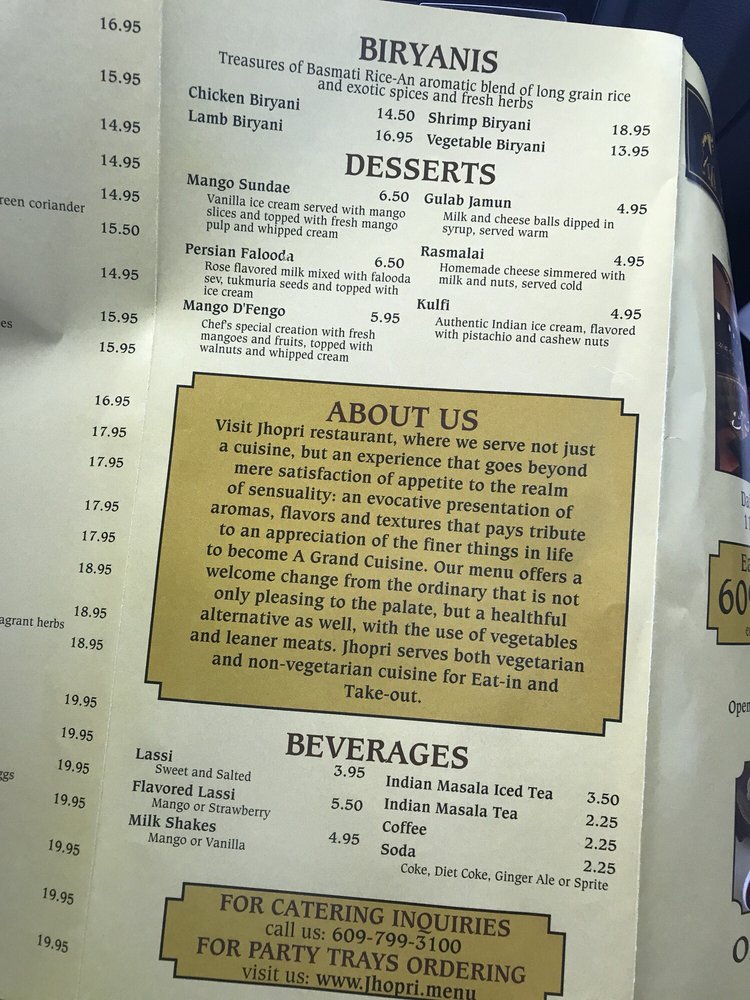 16.95
15.95
14.95
14.95
14.95
reen coriander
15.50
14.95
15.95
es
15.95
16.95
17.95
17.95
17.95
17.95
18.95
18.95
agrant herbs
18.95
19.95
19.95
19.95
ggs
19.95
19.95
19.95
19.95
BIRYANIS
Treasures of Basmati Rice-An aromatic blend of long grain rice
and exotic spices and fresh herbs
Chicken Biryani 14.50
Lamb Biryani 16.95
Shrimp Biryani 18.95
Vegetable Biryani 13.95
DESSERTS
Mango Sundae 6.50
Vanilla ice cream served with mango
slices and topped with fresh mango
pulp and whipped cream
Persian Falooda 6.50
Rose flavored milk mixed with falooda
sev, tukmuria seeds and topped with
ice cream
Mango D'Fengo 5.95
Chef's special creation with fresh
mangoes and fruits, topped with
walnuts and whipped cream
Gulab Jamun 4.95
Milk and cheese balls dipped in
syrup, served warm
Rasmalai 4.95
Homemade cheese simmered with
milk and nuts, served cold
Kulfi 4.95
Authentic Indian ice cream, flavored
with pistachio and cashew nuts
ABOUT US
Visit Jhopri restaurant, where we serve not just
a cuisine, but an experience that goes beyond
mere satisfaction of appetite to the realm
of sensuality: an evocative presentation of
aromas, flavors and textures that pays tribute
to an appreciation of the finer things in life
to become A Grand Cuisine. Our menu offers a
welcome change from the ordinary that is not
only pleasing to the palate, but a healthful
alternative as well, with the use of vegetables
and leaner meats. Jhopri serves both vegetarian
and non-vegetarian cuisine for Eat-in and
Take-out.
BEVERAGES
Lassi 3.95
Sweet and Salted
Flavored Lassi 5.50
Mango or Strawberry
Milk Shakes 4.95
Mango or Vanilla
Indian Masala Iced Tea 3.50
Indian Masala Tea 2.25
Coffee 2.25
Soda 2.25
Coke, Diet Coke, Ginger Ale or Sprite
FOR CATERING INQUIRIES
call us: 609-799-3100
FOR PARTY TRAYS ORDERING
visit us: www.Jhopri.menu
Ea
609
Open
O